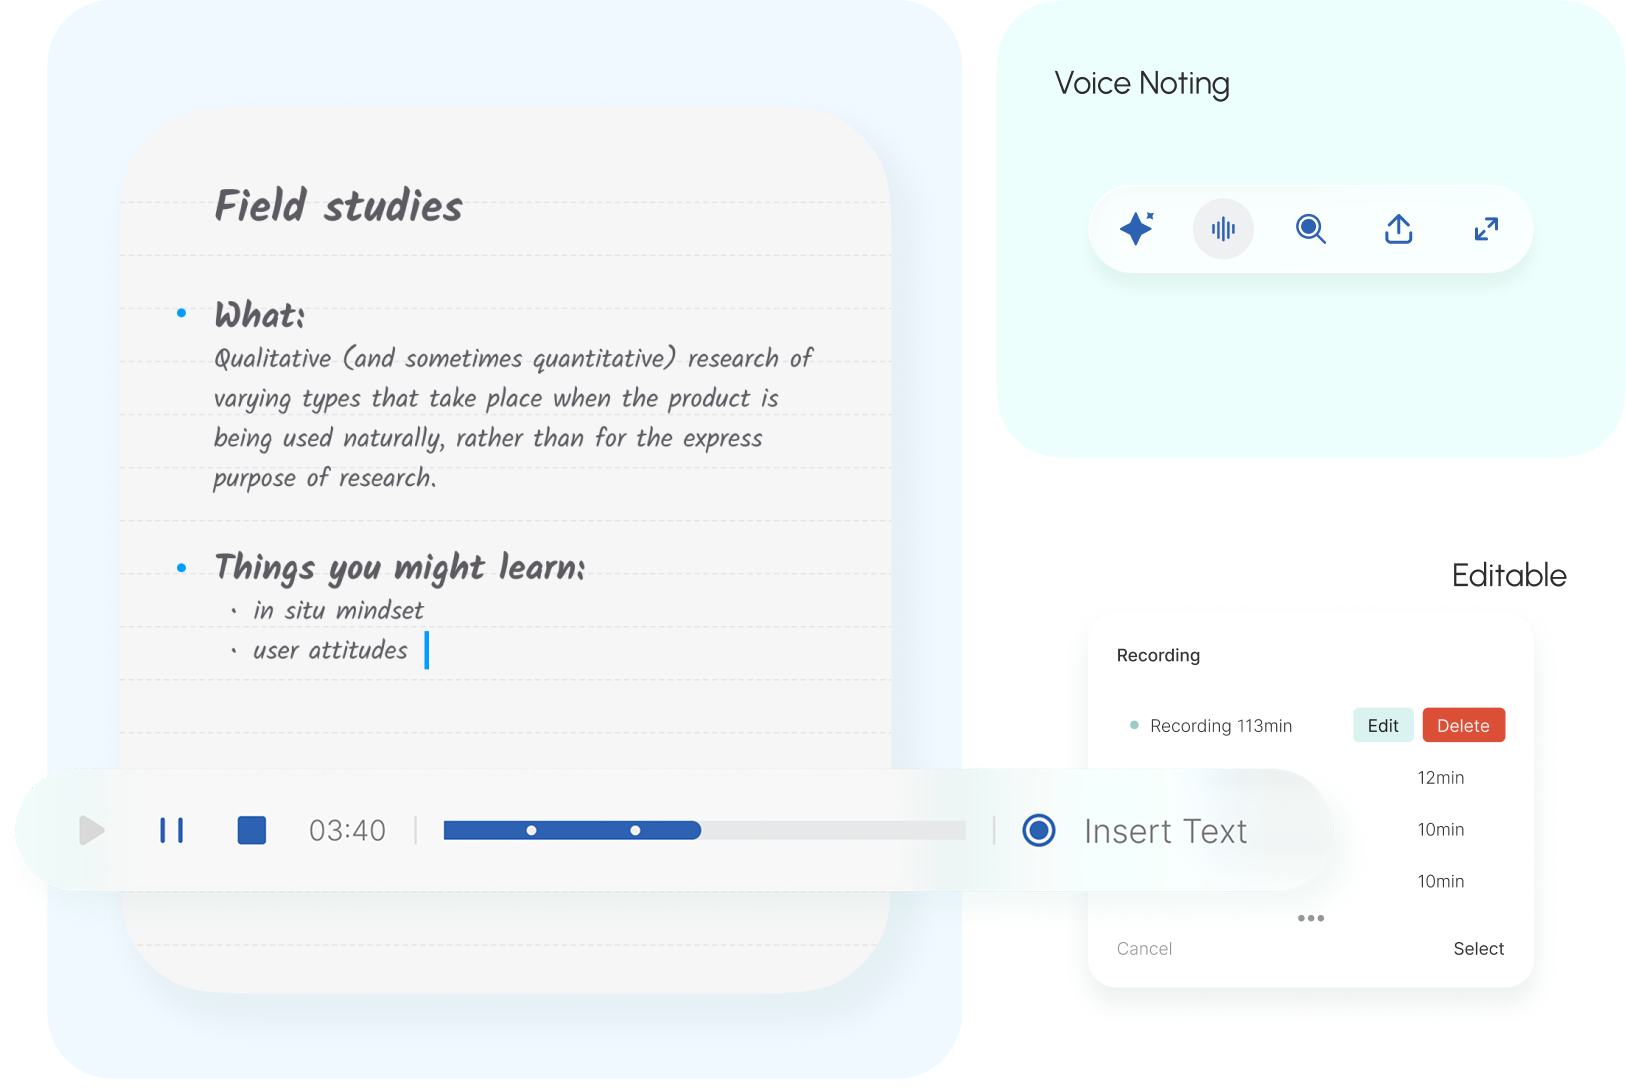 Field studies
What:
Qualitative (and sometimes quantitative) research of
varying types that take place when the product is
being used naturally, rather than for the express
purpose of research.
Things you might learn:
· in situ mindset
· user attitudes
03:40
Insert Text
Voice Noting
Editable
Recording
Recording 113min
Edit
Delete
12min
10min
10min
Cancel
Select